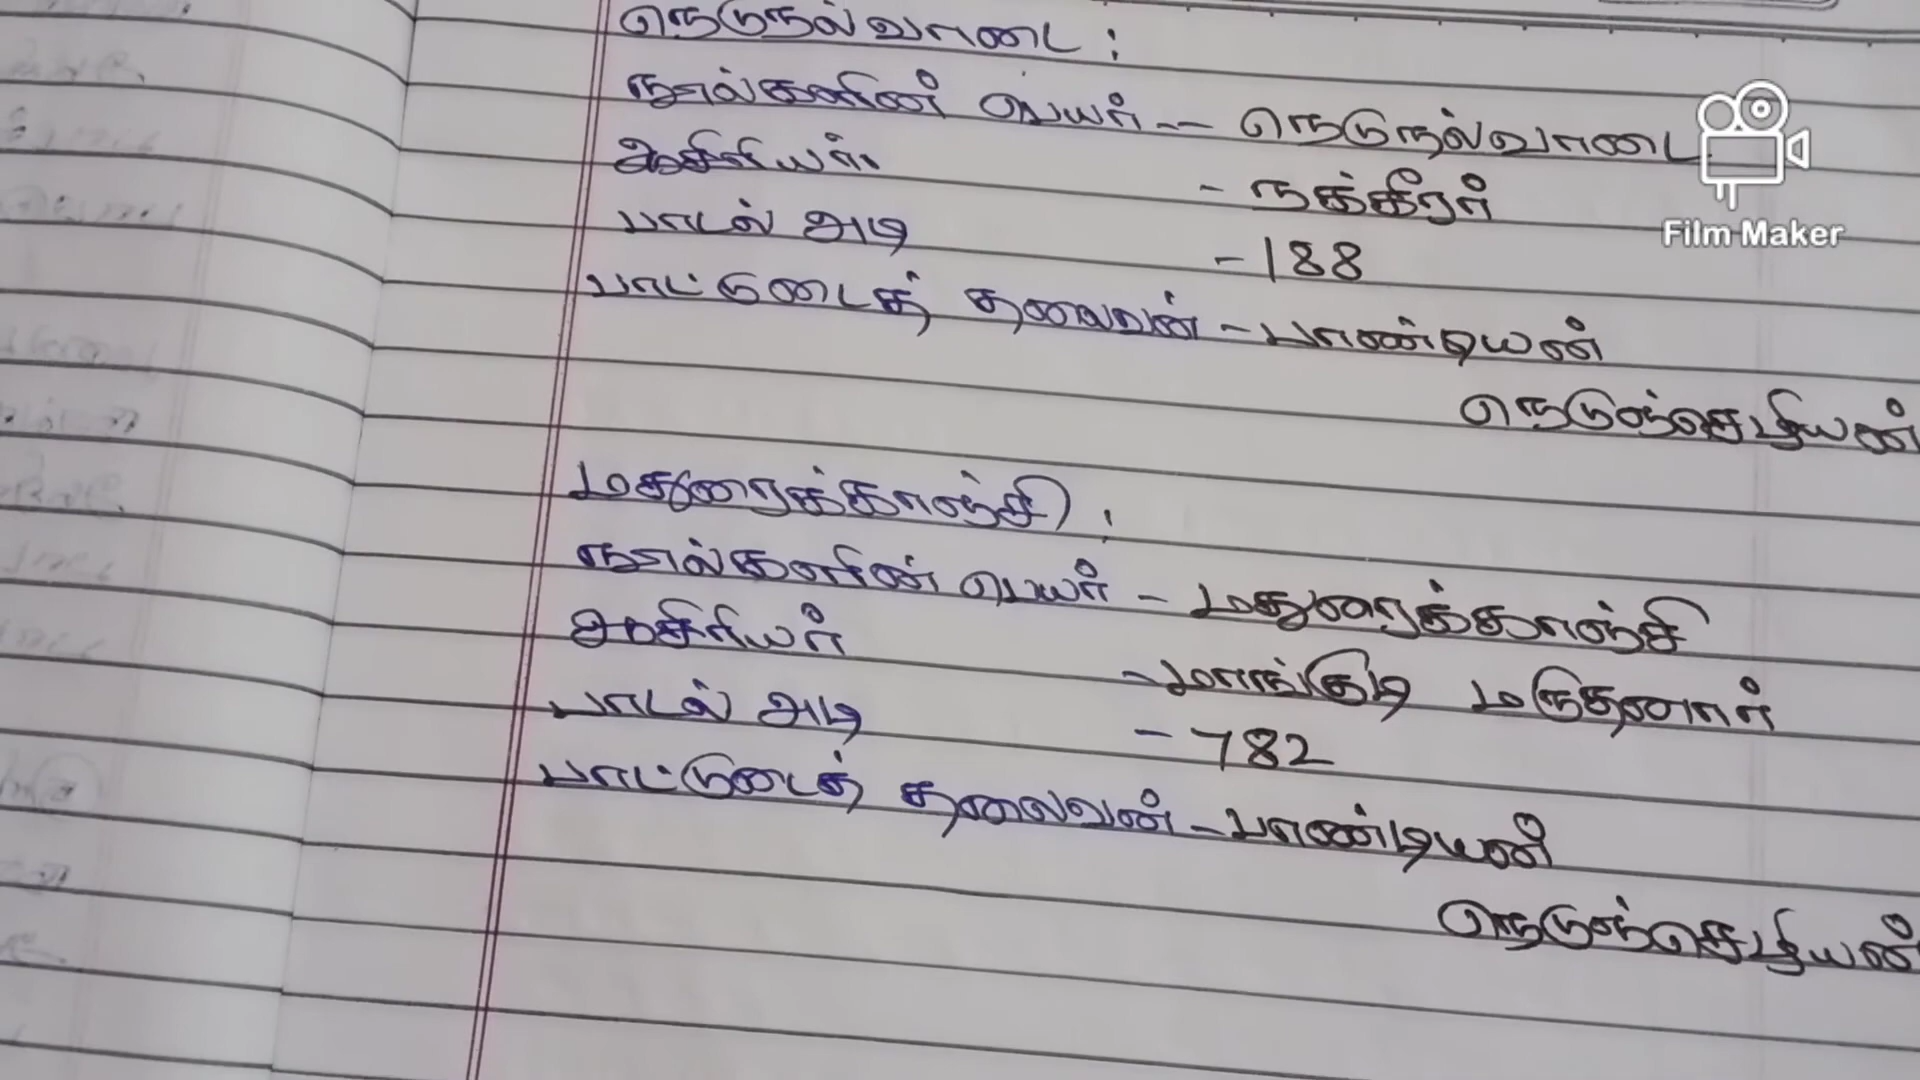 நெடுநல்வாடை :
நூல்களின் பெயர் -- நெடுநல்வாடை
ஆசிரியர் - நக்கீரர்
பாடல் அடி - 188
பாட்டுடைத் தலைவன் - பாண்டியன்
நெடுஞ்செழியன்
மதுரைக்காஞ்சி :
நூல்களின் பெயர் - மதுரைக்காஞ்சி
ஆசிரியர் - மாங்குடி மருதனார்
பாடல் அடி - 782
பாட்டுடைத் தலைவன் - பாண்டியன்
நெடுஞ்செழியன்
Film Maker